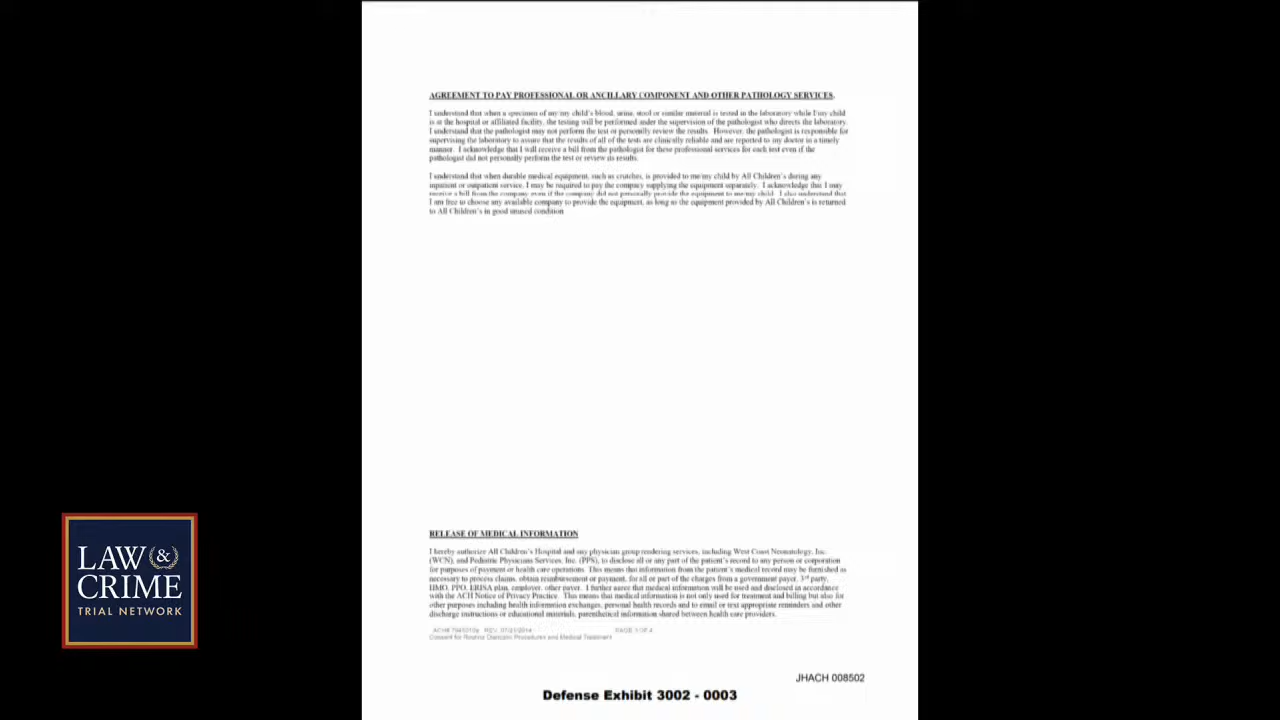 AGREEMENT TO PAY PROFESSIONAL OR ANCILLARY COMPONENT AND OTHER PATHOLOGY SERVICES.
I understand that when a specimen of my/my child's blood, urine, stool or similar material is tested in the laboratory while I/my child
is at the hospital or affiliated facility, the testing will be performed under the supervision of the pathologist who directs the laboratory.
I understand that the pathologist may not perform the test or personally review the results. However, the pathologist is responsible for
supervising the laboratory to assure that the results of all of the tests are clinically reliable and are reported to my doctor in a timely
manner. I acknowledge that I will receive a bill from the pathologist for these professional services for each test even if the
pathologist did not personally perform the test or review its results.
I understand that when durable medical equipment, such as crutches, is provided to me/my child by All Children's during any
inpatient or outpatient service, I may be required to pay the company supplying the equipment separately. I acknowledge that I may
receive a bill from the company even if the company did not personally provide the equipment to me/my child. I also understand that
I am free to choose any available company to provide the equipment, as long as the equipment provided by All Children's is returned
to All Children's in good unused condition
RELEASE OF MEDICAL INFORMATION
I hereby authorize All Children's Hospital and any physician group rendering services, including West Coast Neonatology, Inc.
(WCN), and Pediatric Physicians Services, Inc. (PPS), to disclose all or any part of the patient's record to any person or corporation
for purposes of payment or health care operations. This means that information from the patient's medical record may be furnished as
necessary to process claims, obtain reimbursement or payment, for all or part of the charges from a government payer, 3rd party,
HMO, PPO, ERISA plan, employer, other payer. I further agree that medical information will be used and disclosed in accordance
with the ACH Notice of Privacy Practice. This means that medical information is not only used for treatment and billing but also for
other purposes including health information exchanges, personal health records and to email or text appropriate reminders and other
discharge instructions or educational materials, parenthetical information shared between health care providers.
REV. 07/21/2014 PAGE 3 OF 4
Consent for Routine Diagnostic Procedures and Medical Treatment
JHACH 008502
Defense Exhibit 3002 - 0003
LAW &
CRIME
TRIAL NETWORK